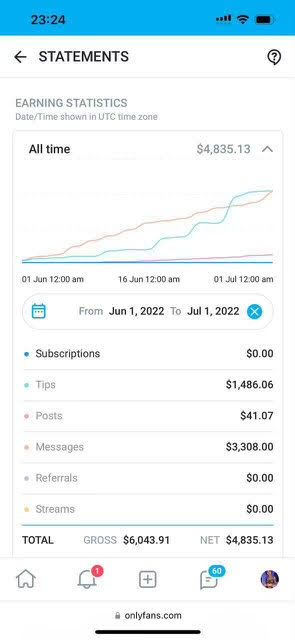 23:24
STATEMENTS
EARNING STATISTICS
Date/Time shown in UTC time zone
All time $4,835.13
01 Jun 12:00 am 16 Jun 12:00 am 01 Jul 12:00 am
From Jun 1, 2022 To Jul 1, 2022
Subscriptions $0.00
Tips $1,486.06
Posts $41.07
Messages $3,308.00
Referrals $0.00
Streams $0.00
TOTAL GROSS $6,043.91 NET $4,835.13
1 60
onlyfans.com